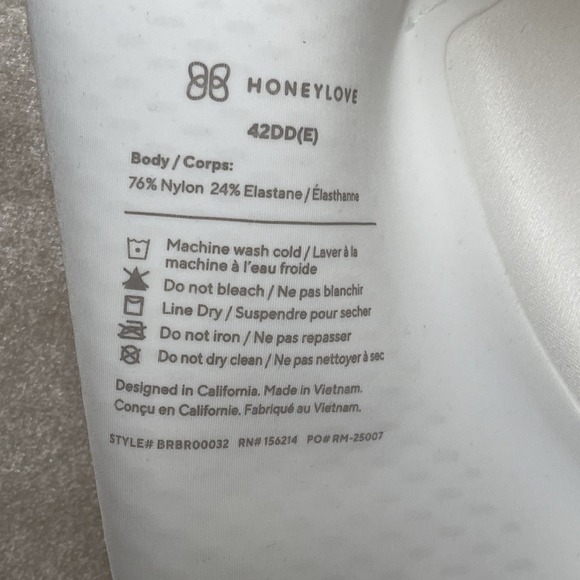 HONEYLOVE
42DD(E)
Body / Corps:
76% Nylon 24% Elastane / Élasthanne
Machine wash cold / Laver à la
machine à l'eau froide
Do not bleach / Ne pas blanchir
Line Dry / Suspendre pour secher
Do not iron / Ne pas repasser
Do not dry clean / Ne pas nettoyer à sec
Designed in California. Made in Vietnam.
Conçu en Californie. Fabriqué au Vietnam.
STYLE# BRBR00032 RN# 156214 PO# RM-25007